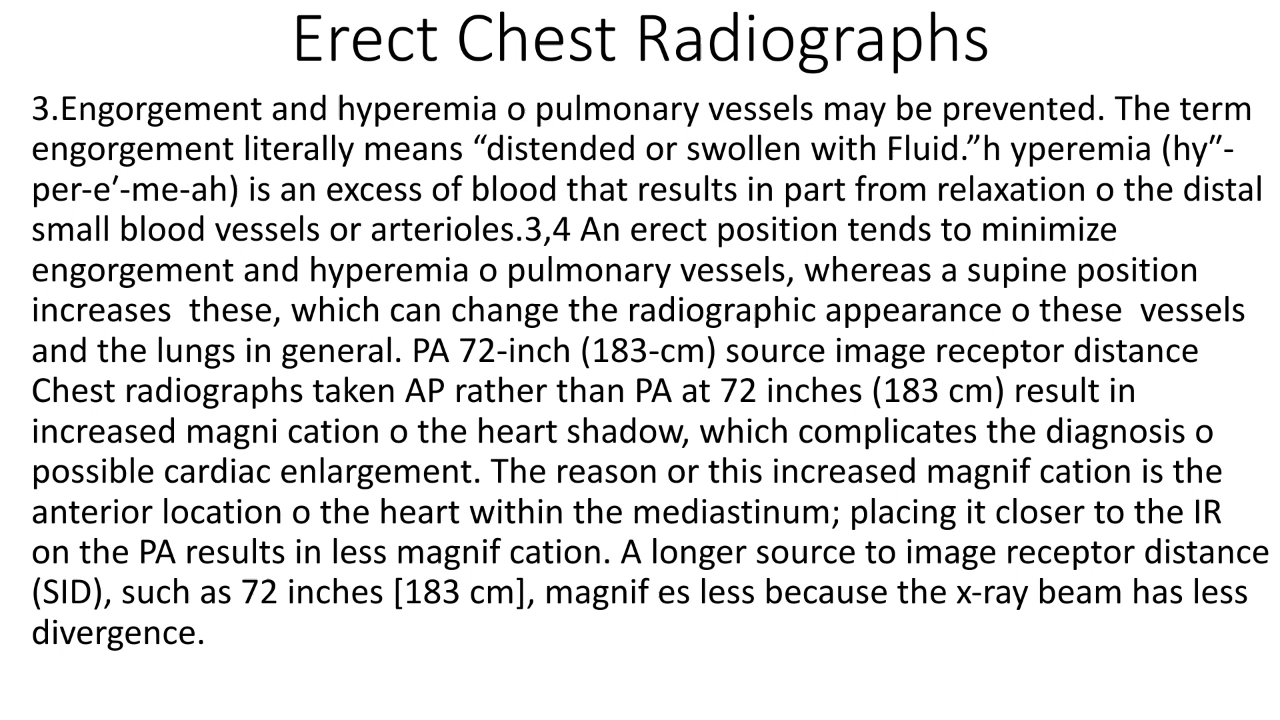 Erect Chest Radiographs
3.Engorgement and hyperemia o pulmonary vessels may be prevented. The term
engorgement literally means “distended or swollen with Fluid.”h yperemia (hy″-
per-e′-me-ah) is an excess of blood that results in part from relaxation o the distal
small blood vessels or arterioles.3,4 An erect position tends to minimize
engorgement and hyperemia o pulmonary vessels, whereas a supine position
increases  these, which can change the radiographic appearance o these  vessels
and the lungs in general. PA 72-inch (183-cm) source image receptor distance
Chest radiographs taken AP rather than PA at 72 inches (183 cm) result in
increased magni cation o the heart shadow, which complicates the diagnosis o
possible cardiac enlargement. The reason or this increased magnif cation is the
anterior location o the heart within the mediastinum; placing it closer to the IR
on the PA results in less magnif cation. A longer source to image receptor distance
(SID), such as 72 inches [183 cm], magnif es less because the x-ray beam has less
divergence.